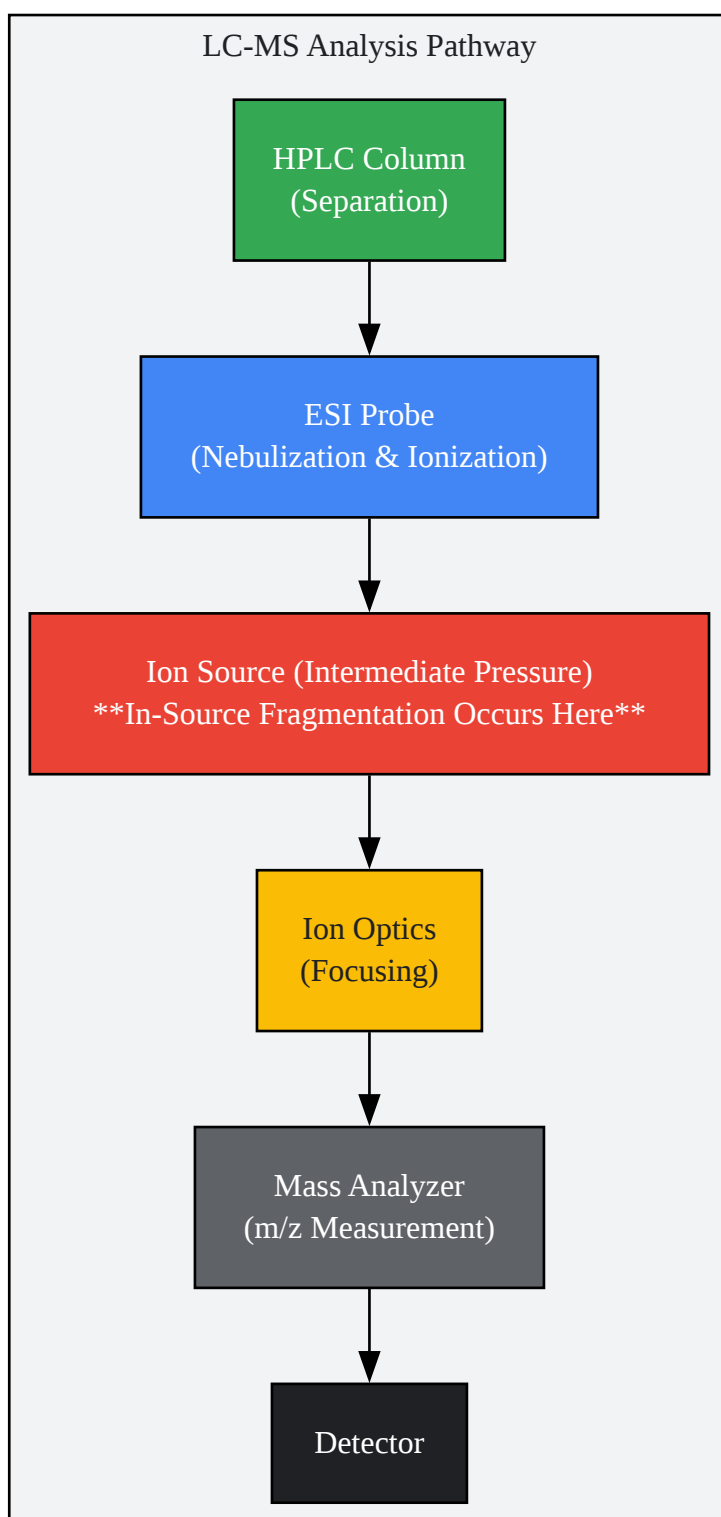 LC-MS Analysis Pathway
HPLC Column
(Separation)
ESI Probe
(Nebulization & Ionization)
Ion Source (Intermediate Pressure)
**In-Source Fragmentation Occurs Here**
Ion Optics
(Focusing)
Mass Analyzer
(m/z Measurement)
Detector